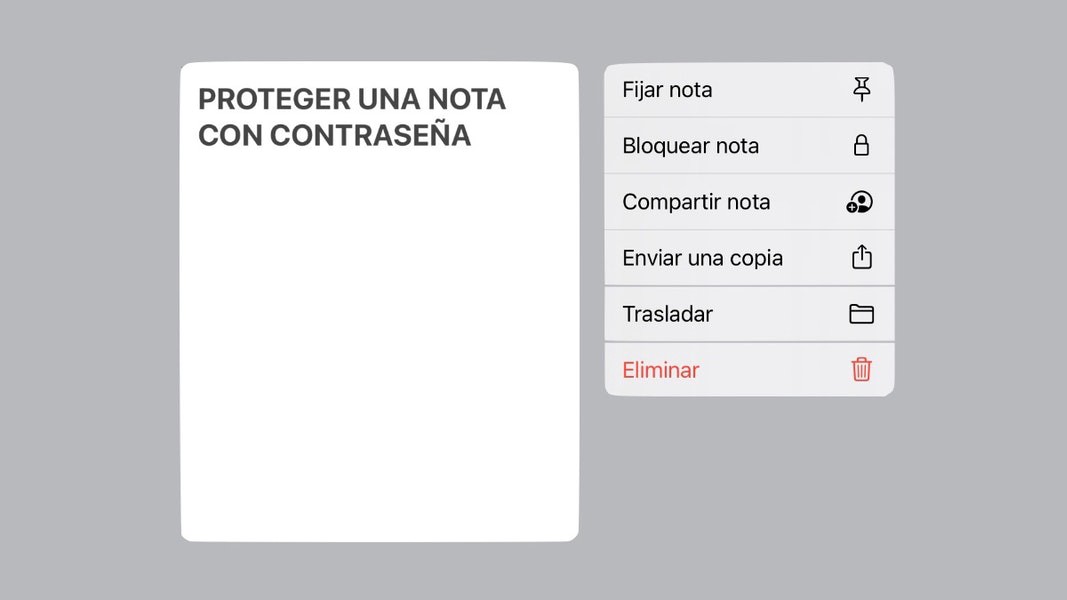 PROTEGER UNA NOTA
CON CONTRASEÑA
Fijar nota
Bloquear nota
Compartir nota
Enviar una copia
Trasladar
Eliminar